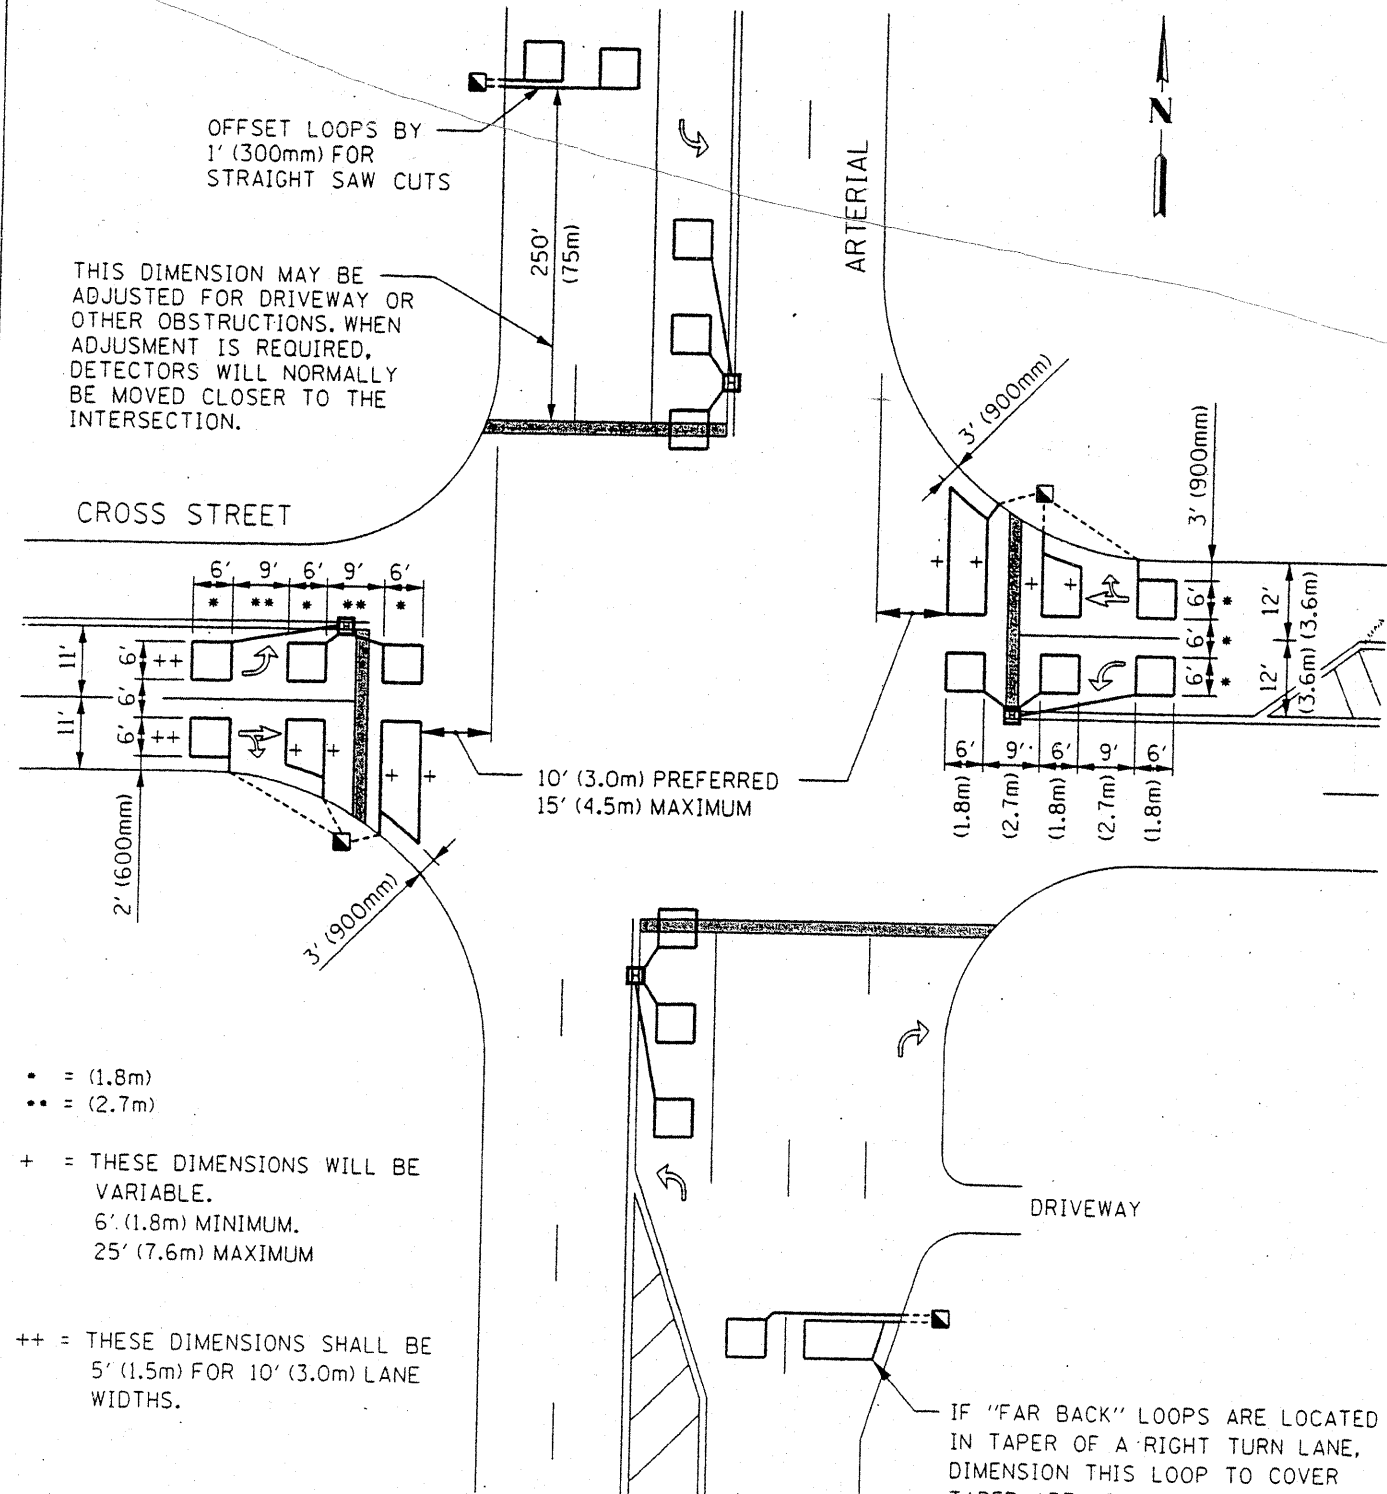 OFFSET LOOPS BY
1' (300mm) FOR
STRAIGHT SAW CUTS
250'
(75m)
ARTERIAL
N
THIS DIMENSION MAY BE
ADJUSTED FOR DRIVEWAY OR
OTHER OBSTRUCTIONS. WHEN
ADJUSMENT IS REQUIRED,
DETECTORS WILL NORMALLY
BE MOVED CLOSER TO THE
INTERSECTION.
3' (900mm)
3' (900mm)
CROSS STREET
6' 9' 6' 9' 6'
* ** * ** *
11' 6' ++
6'
11' 6' ++
2' (600mm)
3' (900mm)
6' *
6' *
6' *
12' (3.6m)
12' (3.6m)
6' 9' 6' 9' 6'
(1.8m) (2.7m) (1.8m) (2.7m) (1.8m)
+ +
+ +
+ +
+ +
10' (3.0m) PREFERRED
15' (4.5m) MAXIMUM
H
H
H
H
* = (1.8m)
** = (2.7m)
+ = THESE DIMENSIONS WILL BE
VARIABLE.
6' (1.8m) MINIMUM.
25' (7.6m) MAXIMUM
++ = THESE DIMENSIONS SHALL BE
5' (1.5m) FOR 10' (3.0m) LANE
WIDTHS.
DRIVEWAY
IF "FAR BACK" LOOPS ARE LOCATED
IN TAPER OF A RIGHT TURN LANE,
DIMENSION THIS LOOP TO COVER